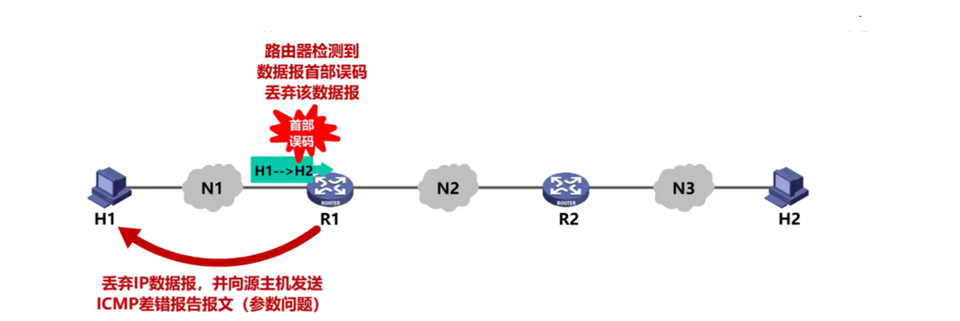 路由器检测到
数据报首部误码
丢弃该数据报
首部
误码
H1-->H2
N1
N2
N3
ROUTER
ROUTER
H1
R1
R2
H2
丢弃IP数据报，并向源主机发送
ICMP差错报告报文（参数问题）